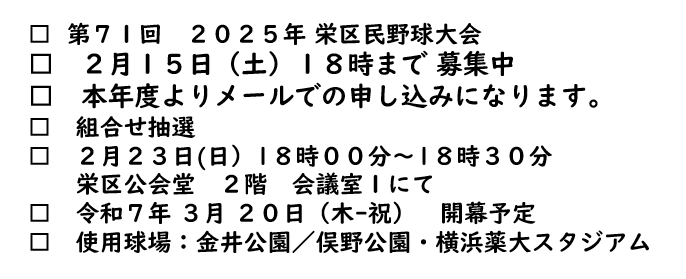 □ 第７１回　２０２５年 栄区民野球大会
□　２月１５日（土）１８時まで 募集中
□　本年度よりメールでの申し込みになります。
□　組合せ抽選
□　２月２３日(日）１８時００分～１８時３０分
栄区公会堂　２階　会議室１にて
□　令和７年 ３月 ２０日（木-祝）　開幕予定
□　使用球場：金井公園／俣野公園・横浜薬大スタジアム